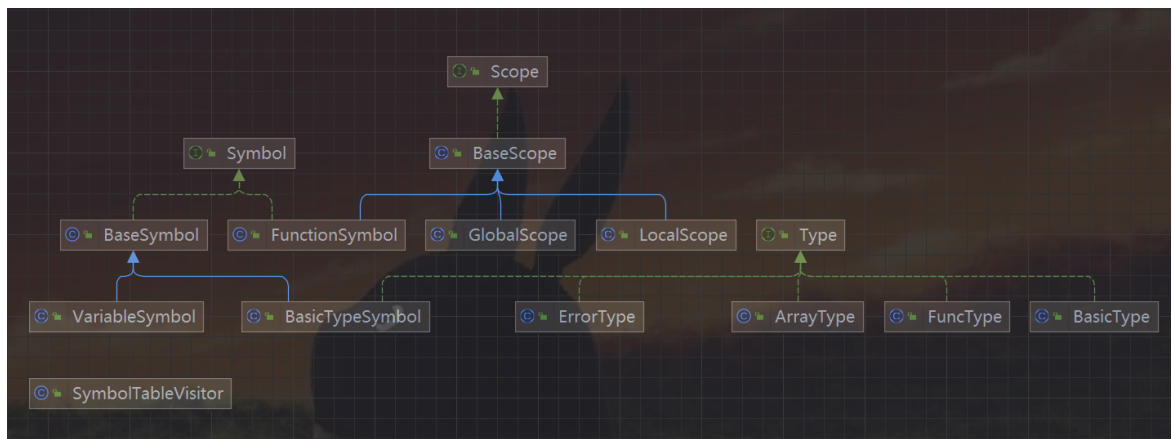 Scope
Symbol
BaseScope
BaseSymbol
FunctionSymbol
GlobalScope
LocalScope
Type
VariableSymbol
BasicTypeSymbol
ErrorType
ArrayType
FuncType
BasicType
SymbolTableVisitor